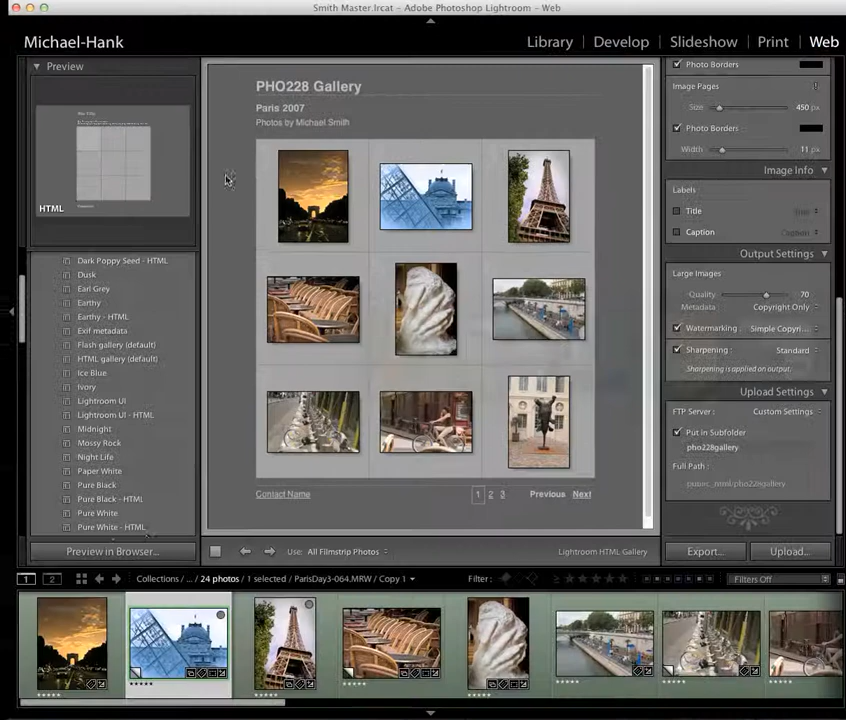 Smith Master.lrcat - Adobe Photoshop Lightroom - Web
Michael-Hank
Library | Develop | Slideshow | Print | Web
Preview
HTML
Dark Poppy Seed - HTML
Dusk
Earl Grey
Earthy
Earthy - HTML
Exif metadata
Flash gallery (default)
HTML gallery (default)
Ice Blue
Ivory
Lightroom UI
Lightroom UI - HTML
Midnight
Mossy Rock
Night Life
Paper White
Pure Black
Pure Black - HTML
Pure White
Pure White - HTML
Preview in Browser...
PHO228 Gallery
Paris 2007
Photos by Michael Smith
Contact Name
1 2 3 Previous Next
Use: All Filmstrip Photos
Lightroom HTML Gallery
Photo Borders
Image Pages
Size 450 px
Photo Borders
Width 11 px
Image Info
Labels
Title Title
Caption Caption
Output Settings
Large Images
Quality 70
Metadata: Copyright Only
Watermarking : Simple Copyri...
Sharpening : Standard
Sharpening is applied on output.
Upload Settings
FTP Server : Custom Settings
Put in Subfolder
pho228gallery
Full Path :
public_html/pho228gallery
Export...
Upload...
1 2 Collections / ... / 24 photos / 1 selected / ParisDay3-064.MRW / Copy 1
Filter :
Filters Off